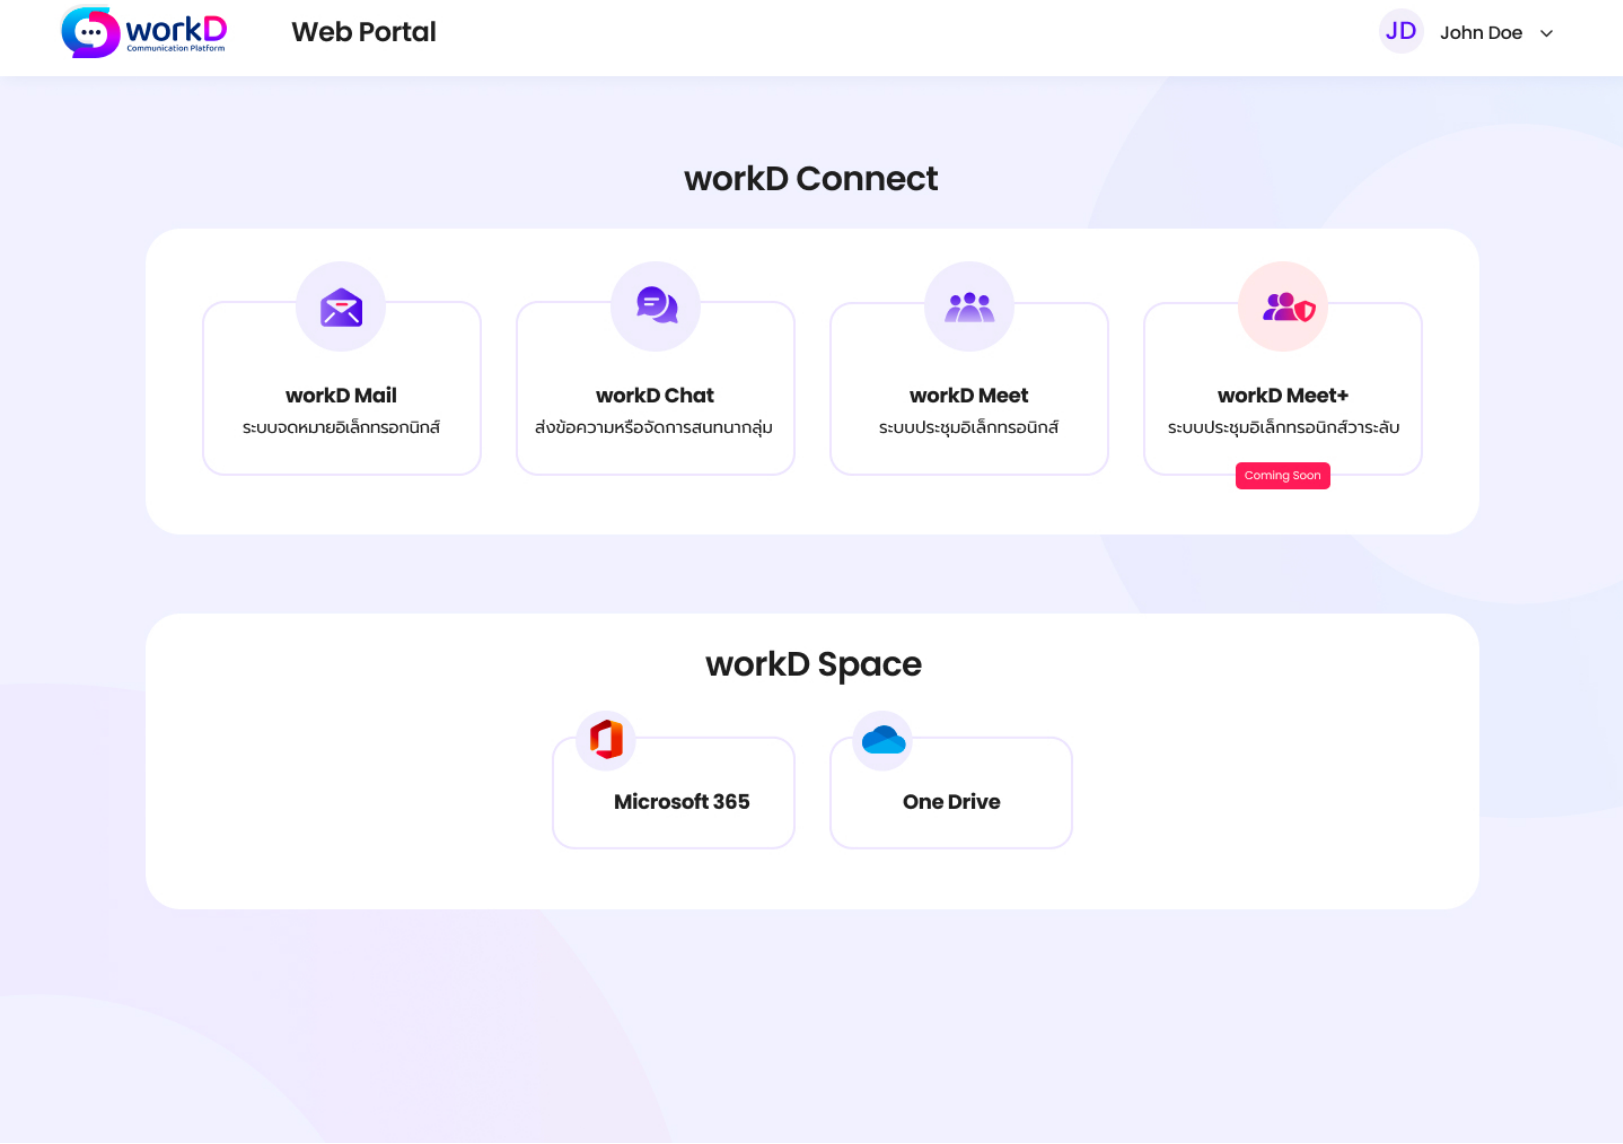 workD
Communication Platform
Web Portal
JD
John Doe
workD Connect
workD Mail
ระบบจดหมายอิเล็กทรอกนิกส์
workD Chat
ส่งข้อความหรือจัดการสนทนากลุ่ม
workD Meet
ระบบประชุมอิเล็กทรอนิกส์
workD Meet+
ระบบประชุมอิเล็กทรอนิกส์วาระลับ
Coming Soon
workD Space
Microsoft 365
One Drive